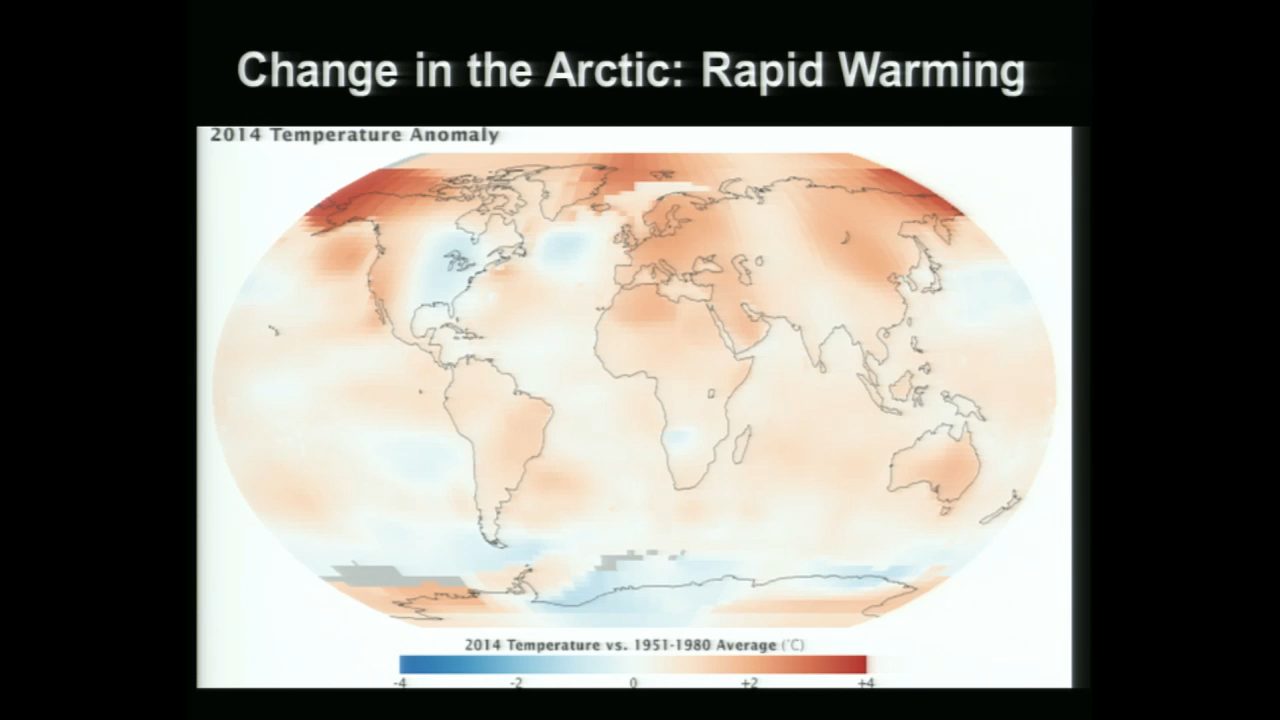 Change in the Arctic: Rapid Warming
2014 Temperature Anomaly
2014 Temperature vs. 1951-1980 Average (°C)
-4 -2 0 +2 +4